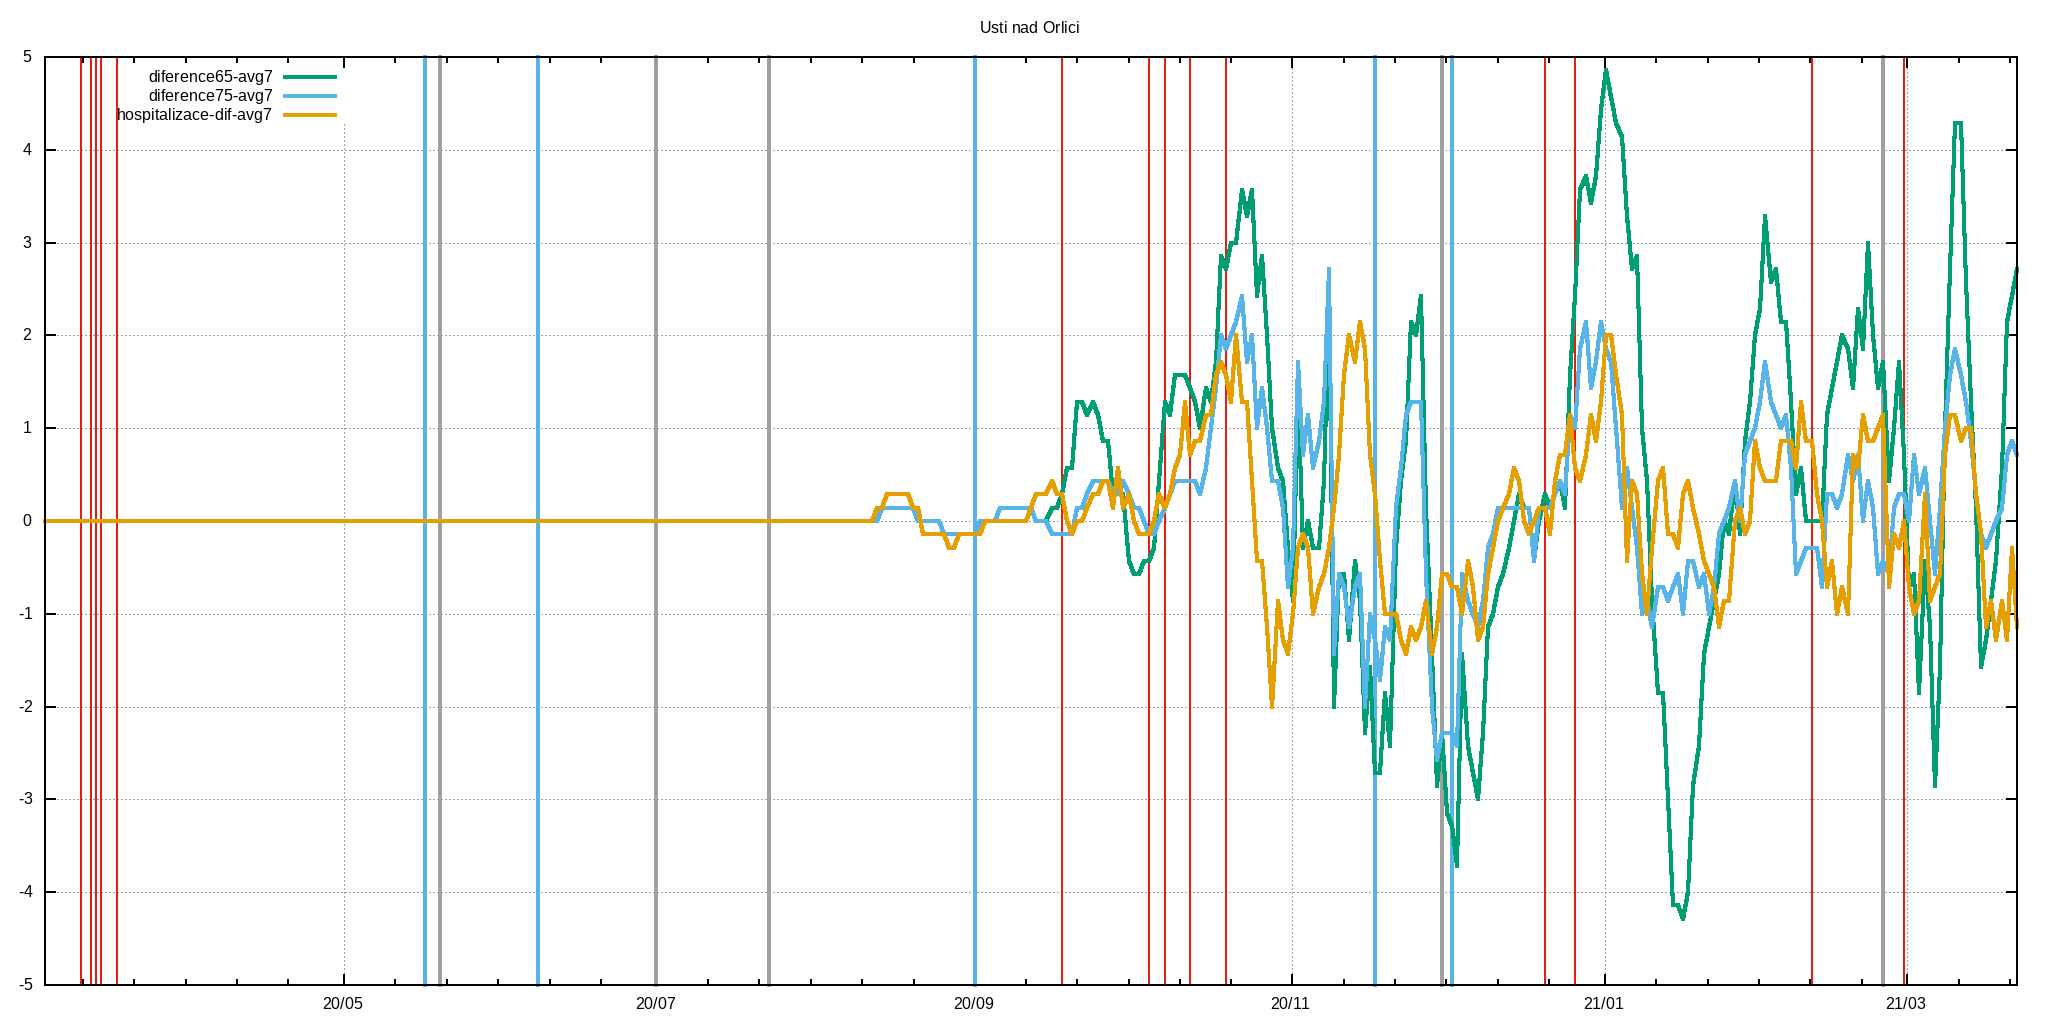 Usti nad Orlici
diference65-avg7
diference75-avg7
hospitalizace-dif-avg7
5
4
3
2
1
0
-1
-2
-3
-4
-5
20/05 20/07 20/09 20/11 21/01 21/03